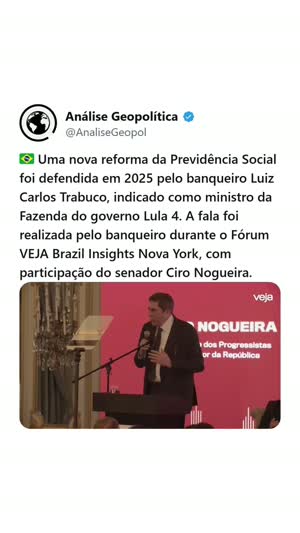 Análise Geopolítica
@AnaliseGeopol
🇧🇷 Uma nova reforma da Previdência Social
foi defendida em 2025 pelo banqueiro Luiz
Carlos Trabuco, indicado como ministro da
Fazenda do governo Lula 4. A fala foi
realizada pelo banqueiro durante o Fórum
VEJA Brazil Insights Nova York, com
participação do senador Ciro Nogueira.
veja
NOGUEIRA
dos Progressistas
or da República